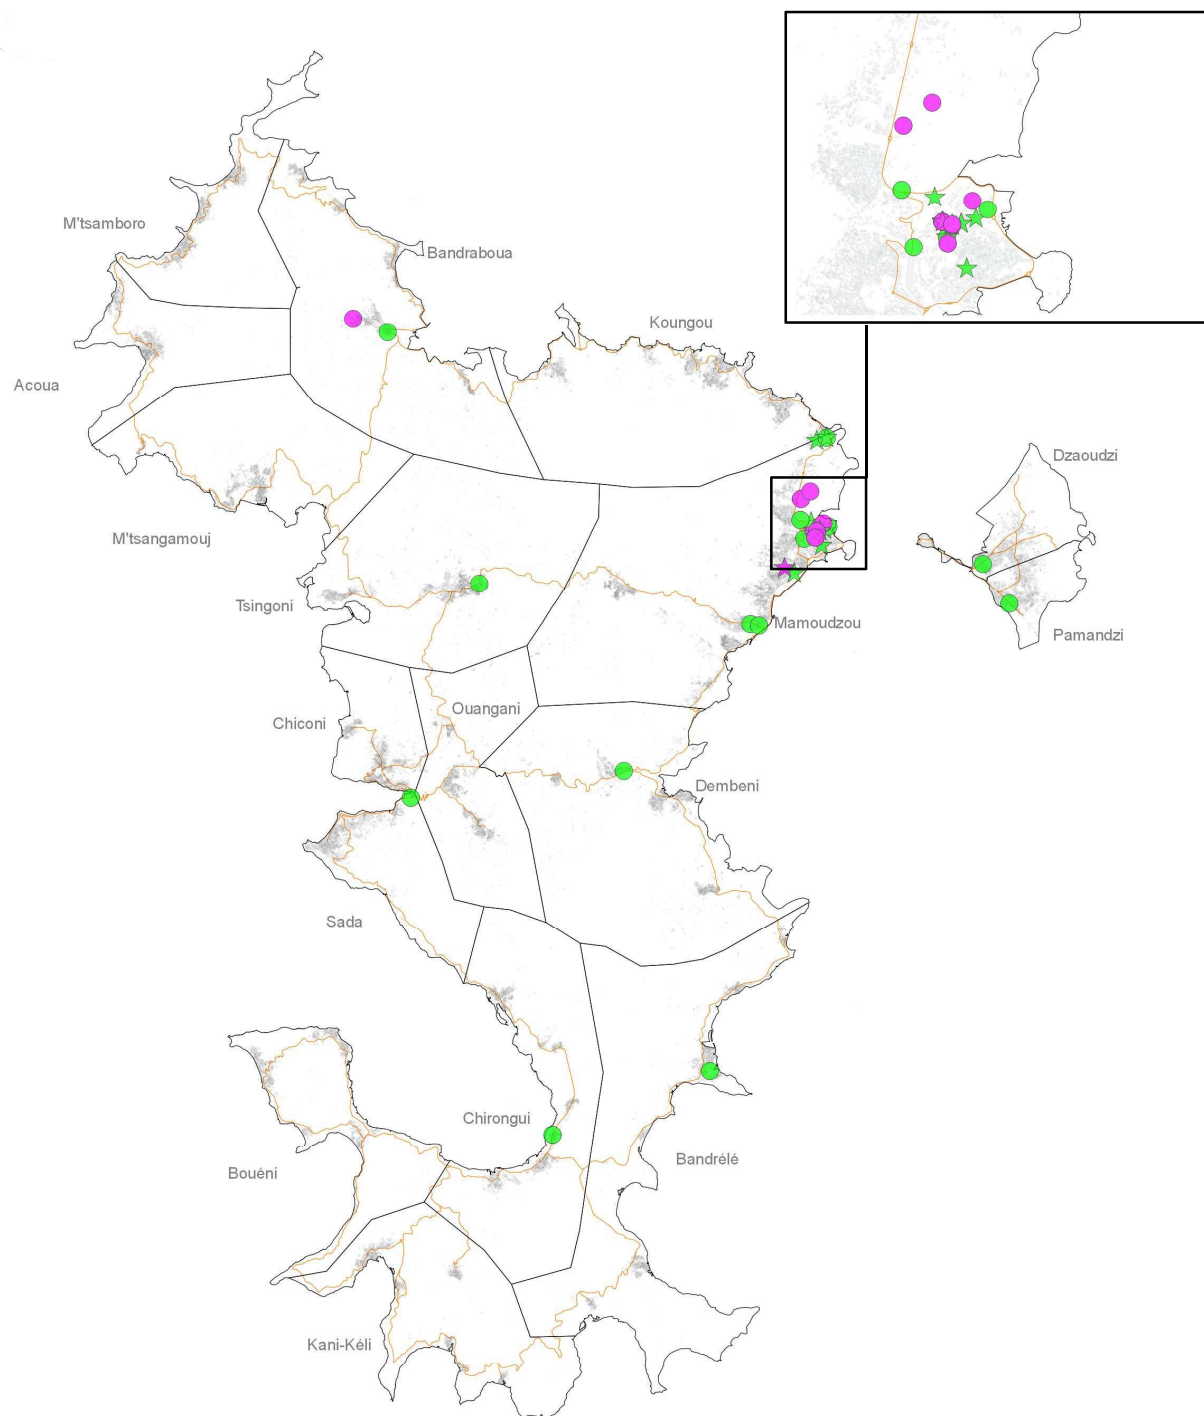 M'tsamboro
Bandraboua
Koungou
Acoua
Dzaoudzi
M'tsangamouj
Tsingoni
Mamoudzou
Pamandzi
Ouangani
Chiconi
Dembeni
Sada
Chirongui
Bandrélé
Bouéni
Kani-Kéli